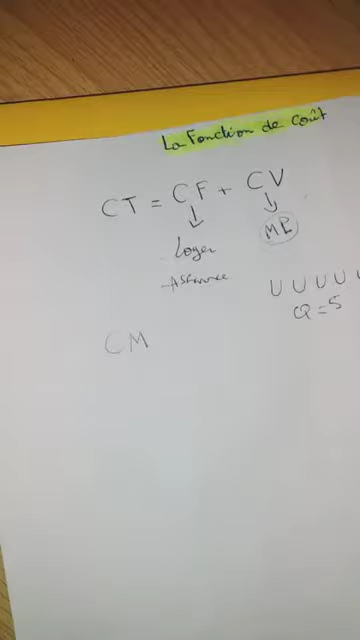 La Fonction de coût
CT = CF + CV
↓ ↓
Loyer MP
- Assurance
U U U U
Q = 5
CM